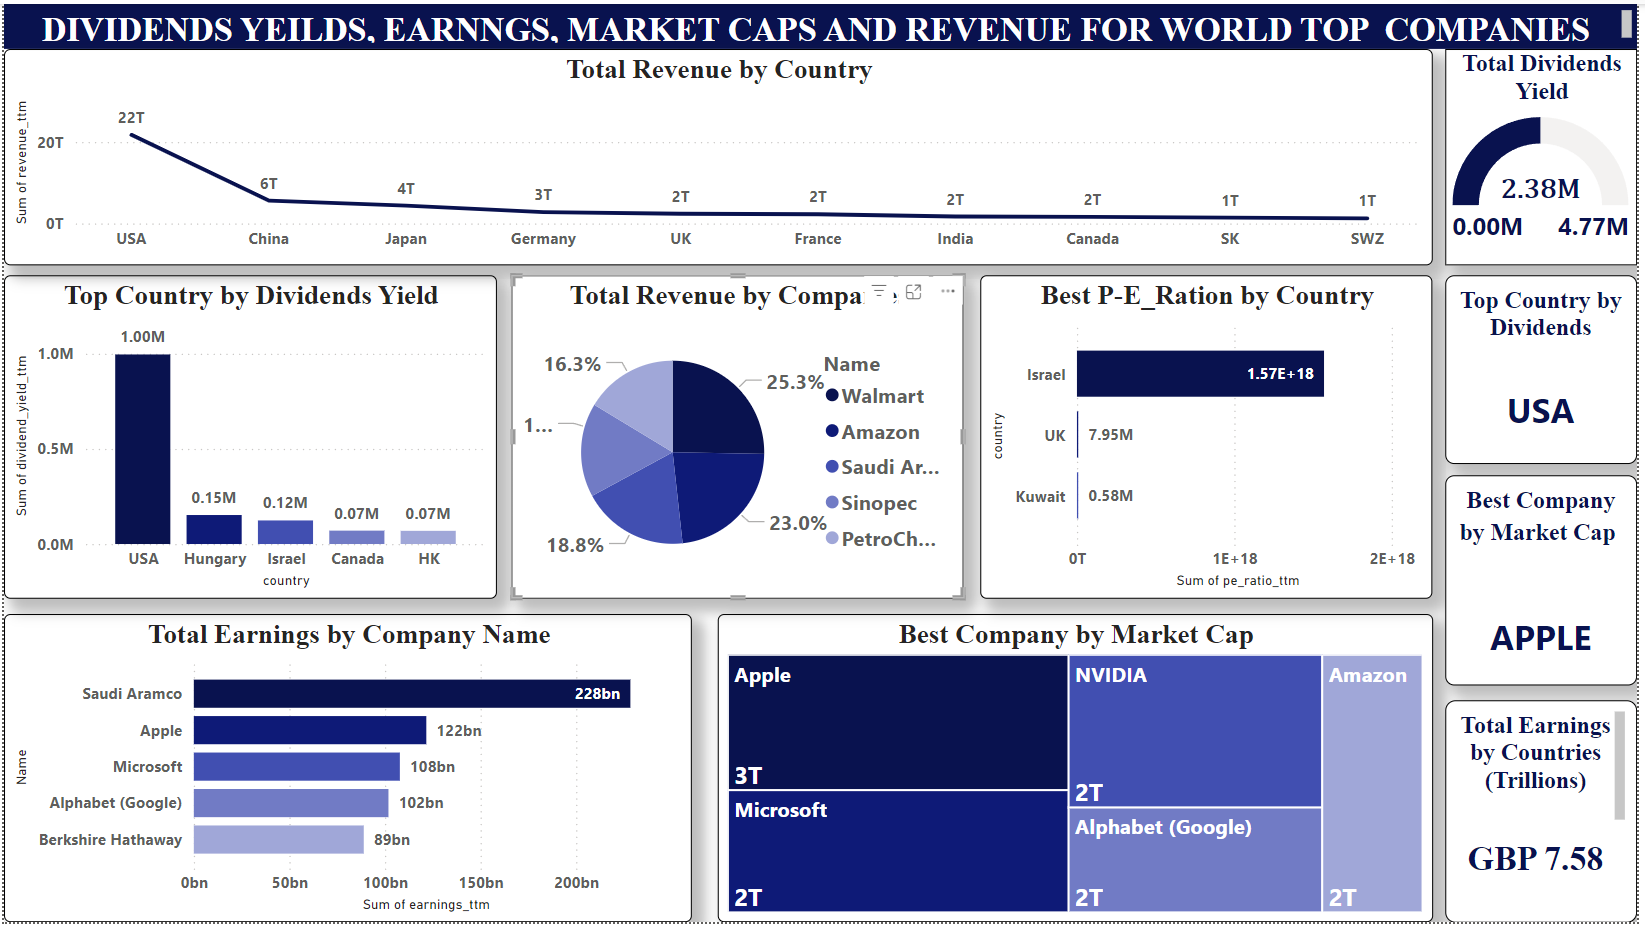 DIVIDENDS YEILDS, EARNNGS, MARKET CAPS AND REVENUE FOR WORLD TOP COMPANIES
Total Revenue by Country
Sum of revenue_ttm
20T
0T
22T
6T
4T
3T
2T
2T
2T
2T
1T
1T
USA
China
Japan
Germany
UK
France
India
Canada
SK
SWZ
Total Dividends
Yield
2.38M
0.00M
4.77M
Top Country by Dividends Yield
Sum of dividend_yield_ttm
1.0M
0.5M
0.0M
1.00M
0.15M
0.12M
0.07M
0.07M
USA
Hungary
Israel
Canada
HK
country
Total Revenue by Compa
16.3%
1...
18.8%
25.3%
23.0%
Name
Walmart
Amazon
Saudi Ar...
Sinopec
PetroCh...
Best P-E_Ration by Country
country
Israel
UK
Kuwait
1.57E+18
7.95M
0.58M
0T
1E+18
2E+18
Sum of pe_ratio_ttm
Top Country by
Dividends
USA
Best Company
by Market Cap
APPLE
Total Earnings by Company Name
Name
Saudi Aramco
228bn
Apple
122bn
Microsoft
108bn
Alphabet (Google)
102bn
Berkshire Hathaway
89bn
0bn
50bn
100bn
150bn
200bn
Sum of earnings_ttm
Best Company by Market Cap
Apple
3T
Microsoft
2T
NVIDIA
2T
Alphabet (Google)
2T
Amazon
2T
Total Earnings
by Countries
(Trillions)
GBP 7.58